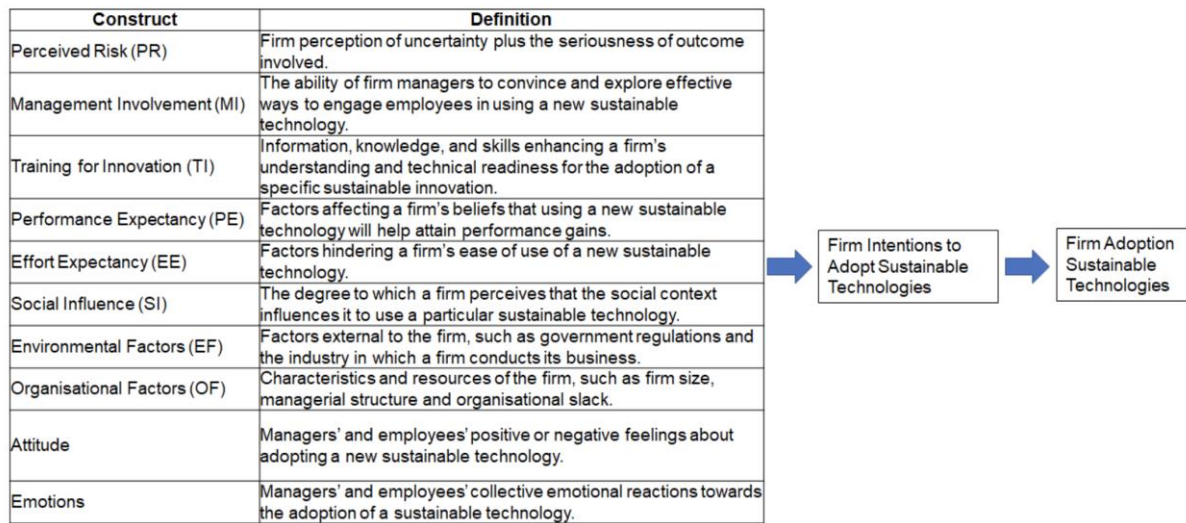 Construct
Definition
Perceived Risk (PR)
Firm perception of uncertainty plus the seriousness of outcome
involved.
Management Involvement (MI)
The ability of firm managers to convince and explore effective
ways to engage employees in using a new sustainable
technology.
Training for Innovation (TI)
Information, knowledge, and skills enhancing a firm's
understanding and technical readiness for the adoption of a
specific sustainable innovation.
Performance Expectancy (PE)
Factors affecting a firm's beliefs that using a new sustainable
technology will help attain performance gains.
Effort Expectancy (EE)
Factors hindering a firm's ease of use of a new sustainable
technology.
Social Influence (SI)
The degree to which a firm perceives that the social context
influences it to use a particular sustainable technology.
Environmental Factors (EF)
Factors external to the firm, such as government regulations and
the industry in which a firm conducts its business.
Organisational Factors (OF)
Characteristics and resources of the firm, such as firm size,
managerial structure and organisational slack.
Attitude
Managers' and employees' positive or negative feelings about
adopting a new sustainable technology.
Emotions
Managers' and employees' collective emotional reactions towards
the adoption of a sustainable technology.
Firm Intentions to
Adopt Sustainable
Technologies
Firm Adoption
Sustainable
Technologies